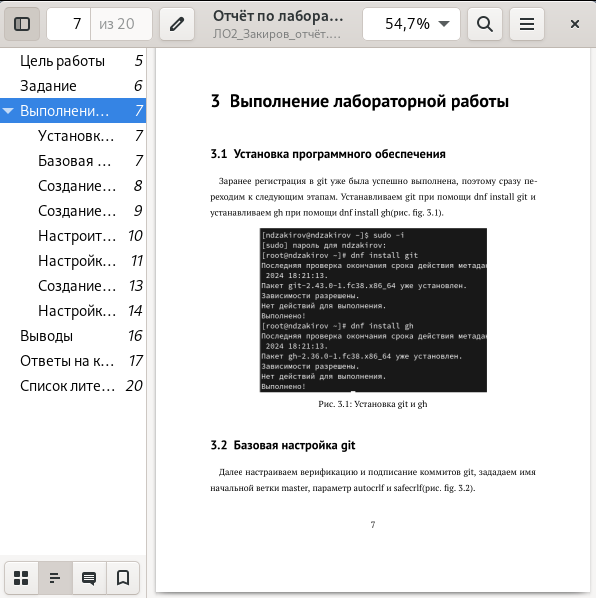 7 из 20
Отчёт по лабора...
ЛО2_Закиров_отчёт....
54,7%
Цель работы 5
Задание 6
Выполнени... 7
Установк... 7
Базовая ... 7
Создание... 8
Создание... 9
Настроит... 10
Настройк... 11
Создание... 13
Настройк... 14
Выводы 16
Ответы на к... 17
Список лите... 20
3 Выполнение лабораторной работы
3.1 Установка программного обеспечения
Заранее регистрация в git уже была успешно выполнена, поэтому сразу пе-
реходим к следующим этапам. Устанавливаем git при помощи dnf install git и
устанавливаем gh при помощи dnf install gh(рис. fig. 3.1).
[ndzakirov@ndzakirov ~]$ sudo -i
[sudo] пароль для ndzakirov:
[root@ndzakirov ~]# dnf install git
Последняя проверка окончания срока действия метадан
2024 18:21:13.
Пакет git-2.43.0-1.fc38.x86_64 уже установлен.
Зависимости разрешены.
Нет действий для выполнения.
Выполнено!
[root@ndzakirov ~]# dnf install gh
Последняя проверка окончания срока действия метадан
2024 18:21:13.
Пакет gh-2.36.0-1.fc38.x86_64 уже установлен.
Зависимости разрешены.
Нет действий для выполнения.
Выполнено!
Рис. 3.1: Установка git и gh
3.2 Базовая настройка git
Далее настраиваем верификацию и подписание коммитов git, зададаем имя
начальной ветки master, параметр autocrlf и safecrlf(рис. fig. 3.2).
7